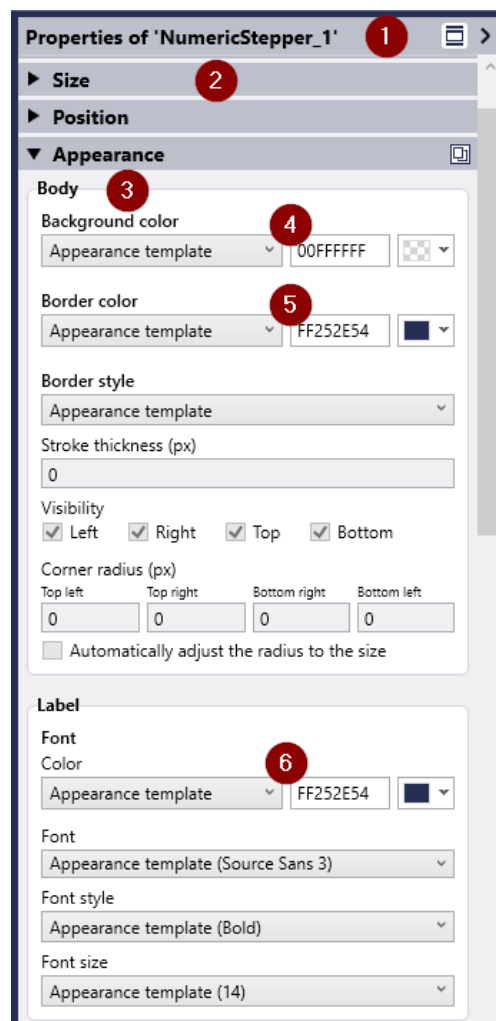 Properties of 'NumericStepper_1' 1
Size 2
Position
Appearance
Body 3
Background color 4
Appearance template 00FFFFFF
Border color 5
Appearance template FF252E54
Border style
Appearance template
Stroke thickness (px)
0
Visibility
Left Right Top Bottom
Corner radius (px)
Top left Top right Bottom right Bottom left
0 0 0 0
Automatically adjust the radius to the size
Label
Font
Color 6
Appearance template FF252E54
Font
Appearance template (Source Sans 3)
Font style
Appearance template (Bold)
Font size
Appearance template (14)